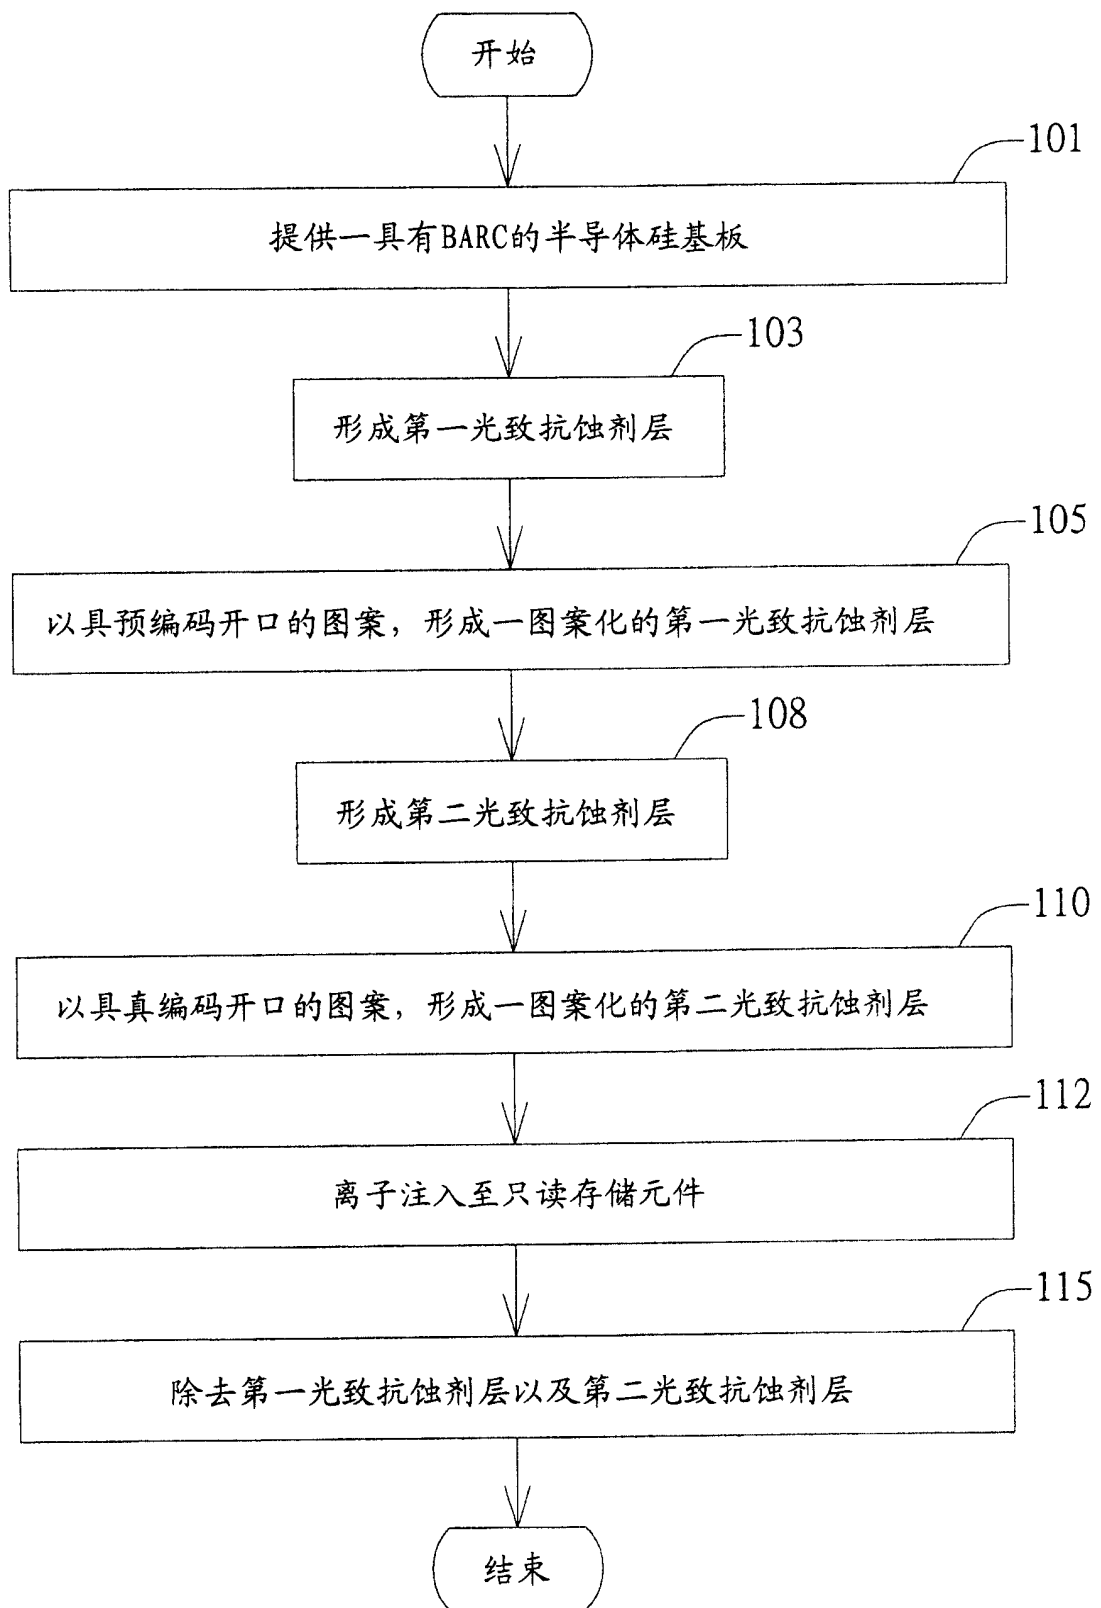 开始
101
提供一具有BARC的半导体硅基板
103
形成第一光致抗蚀剂层
105
以具预编码开口的图案，形成一图案化的第一光致抗蚀剂层
108
形成第二光致抗蚀剂层
110
以具真编码开口的图案，形成一图案化的第二光致抗蚀剂层
112
离子注入至只读存储元件
115
除去第一光致抗蚀剂层以及第二光致抗蚀剂层
结束